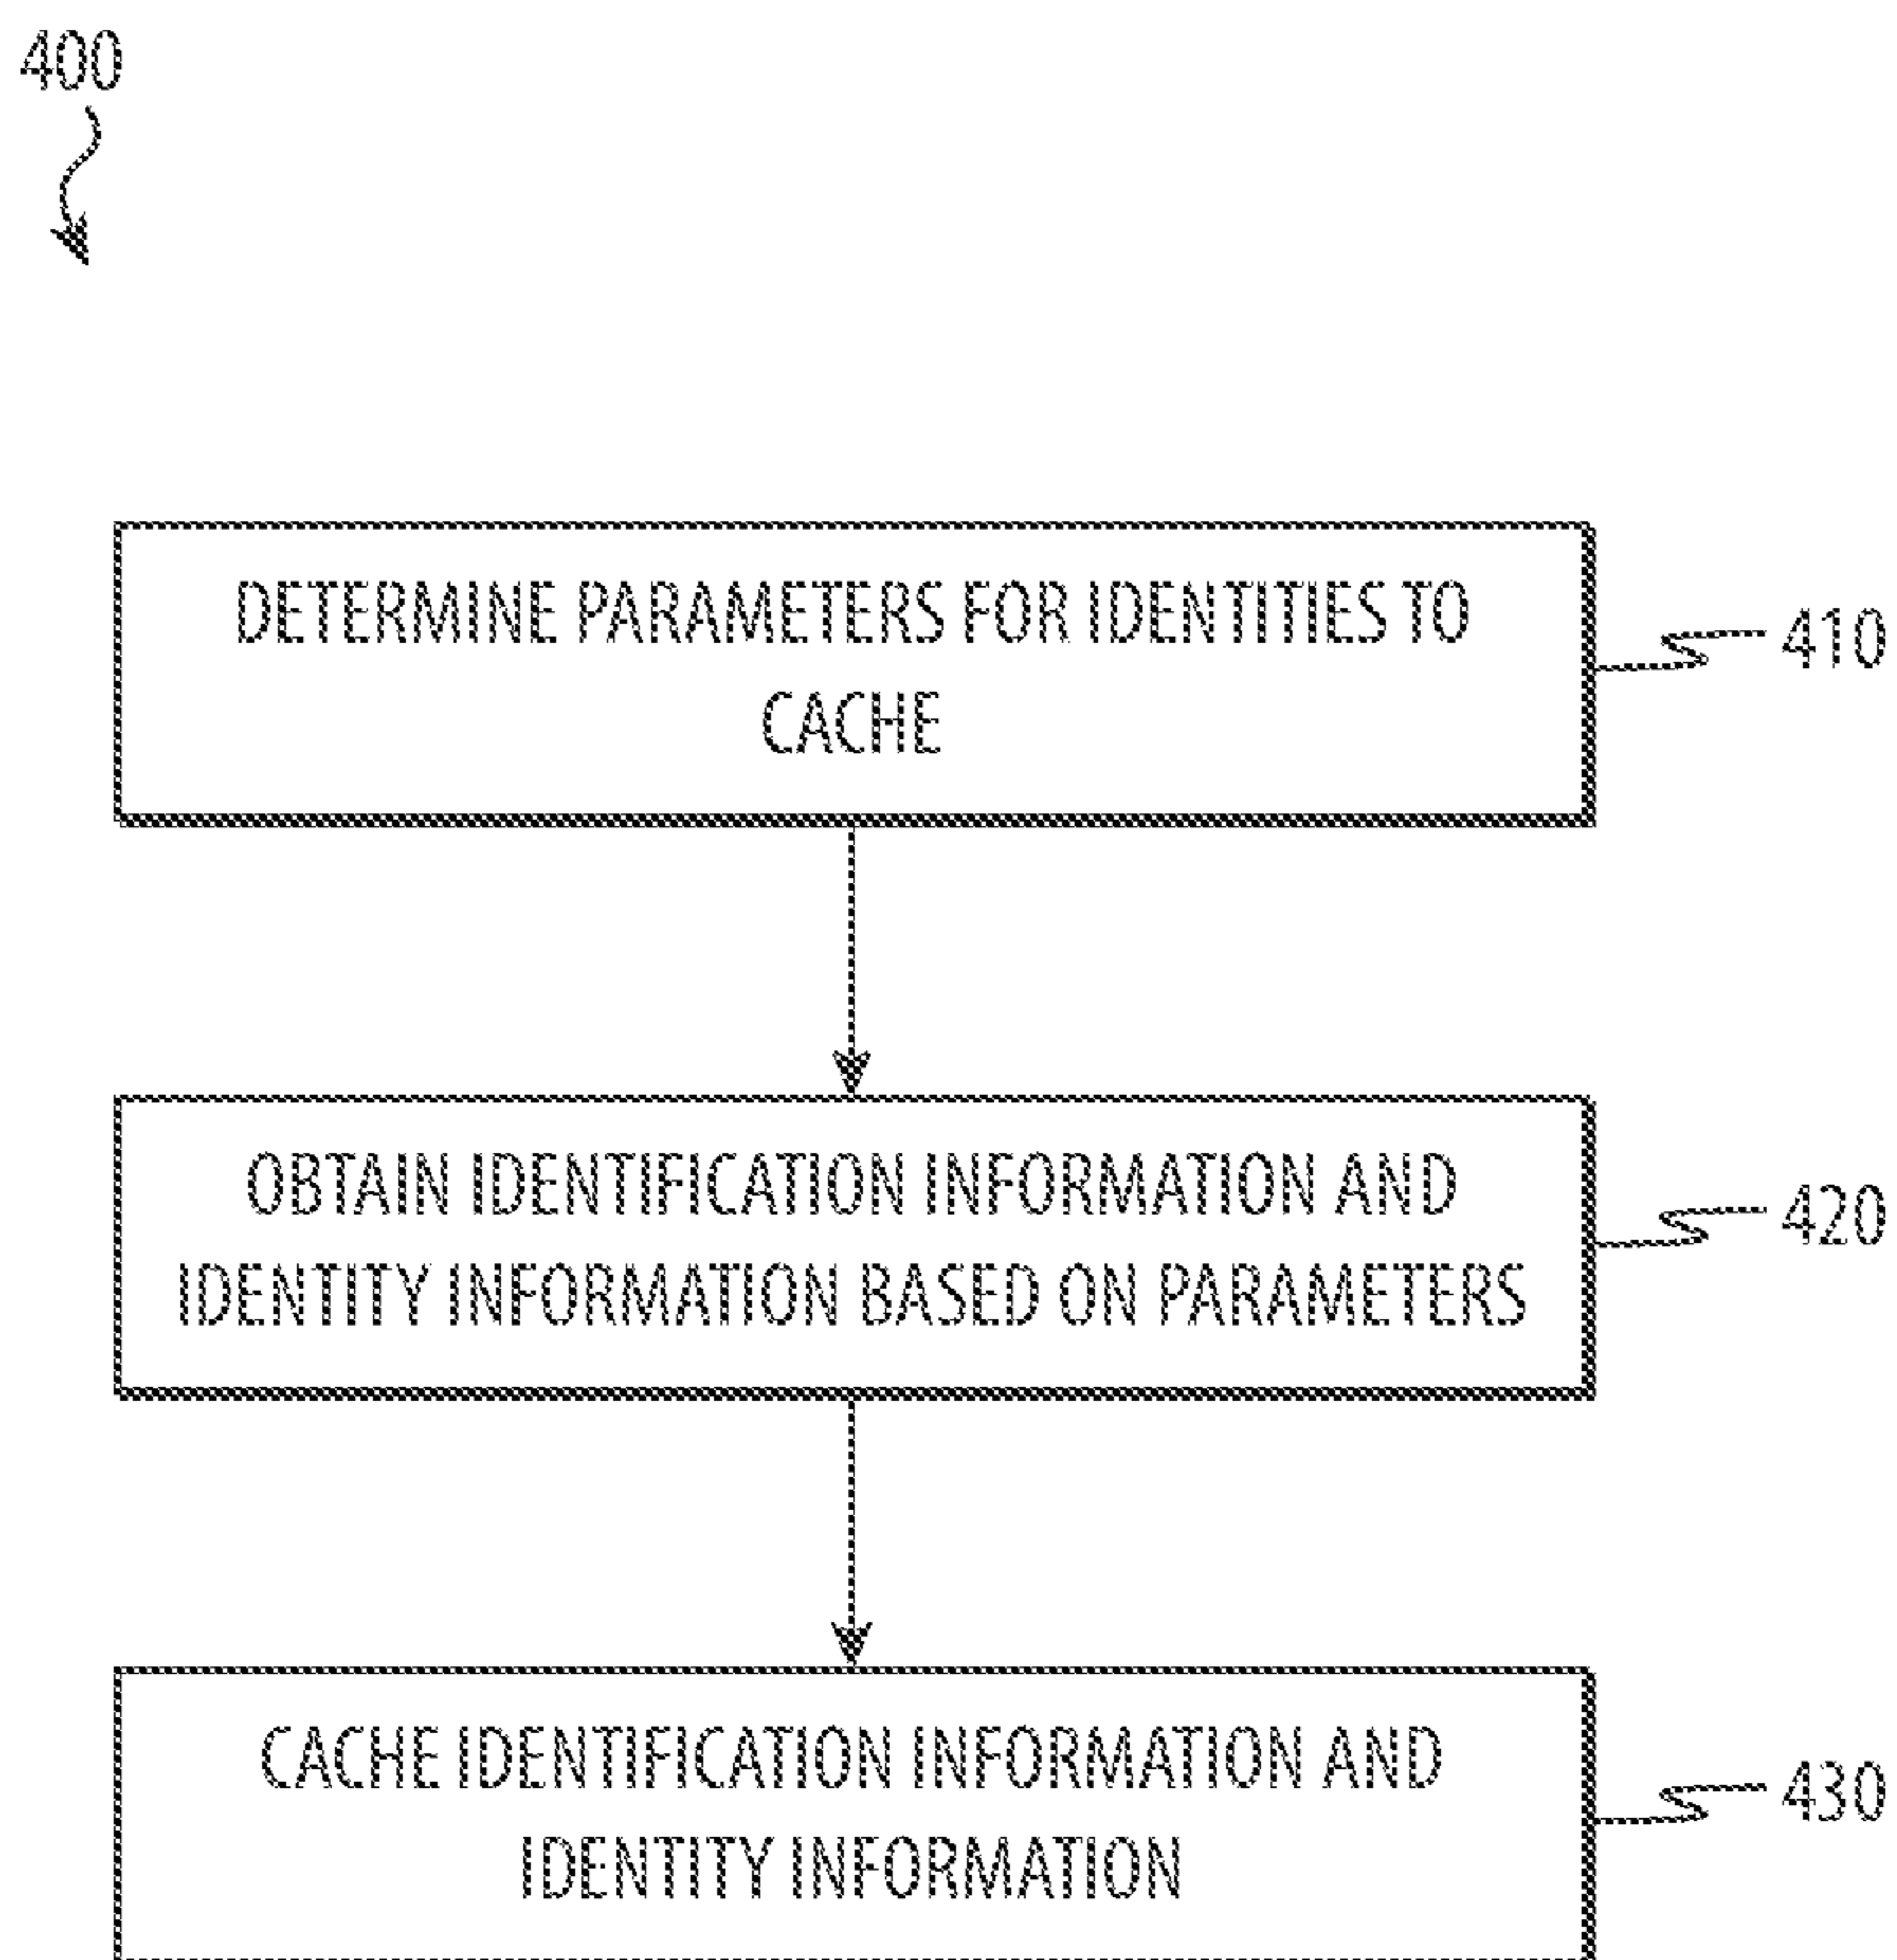 400
DETERMINE PARAMETERS FOR IDENTITIES TO
CACHE
410
OBTAIN IDENTIFICATION INFORMATION AND
IDENTITY INFORMATION BASED ON PARAMETERS
420
CACHE IDENTIFICATION INFORMATION AND
IDENTITY INFORMATION
430